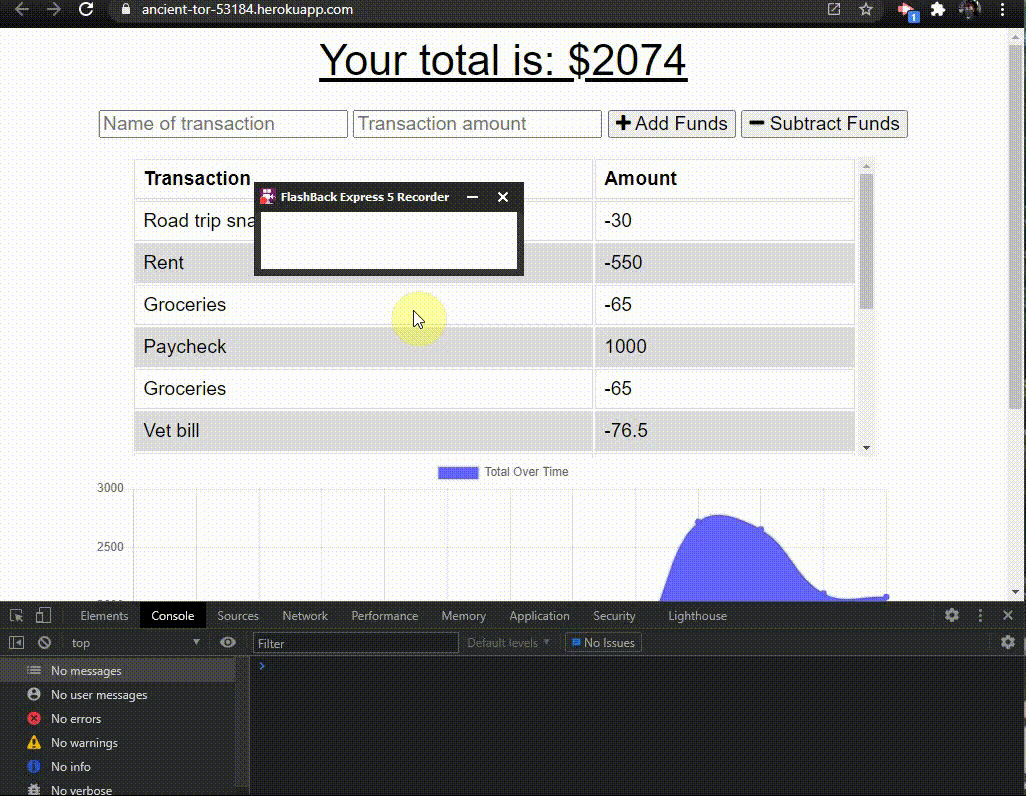 ancient-tor-53184.herokuapp.com
1
Your total is: $2074
Name of transaction Transaction amount Add Funds Subtract Funds
Transaction Amount
FlashBack Express 5 Recorder
Road trip sna -30
Rent -550
Groceries -65
Paycheck 1000
Groceries -65
Vet bill -76.5
Total Over Time
3000
2500
Elements Console Sources Network Performance Memory Application Security Lighthouse
top Filter Default levels No Issues
No messages
No user messages
No errors
No warnings
No info
No verbose